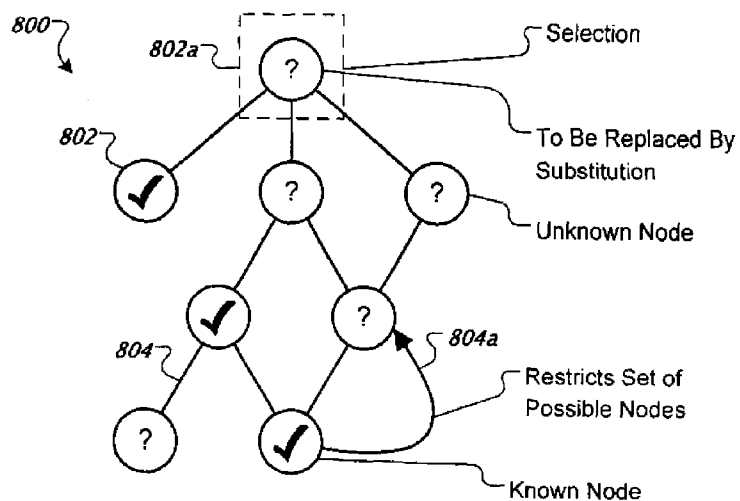 800
802a
?
Selection
To Be Replaced By
Substitution
802
✓
?
?
Unknown Node
✓
?
804
804a
Restricts Set of
Possible Nodes
?
✓
Known Node